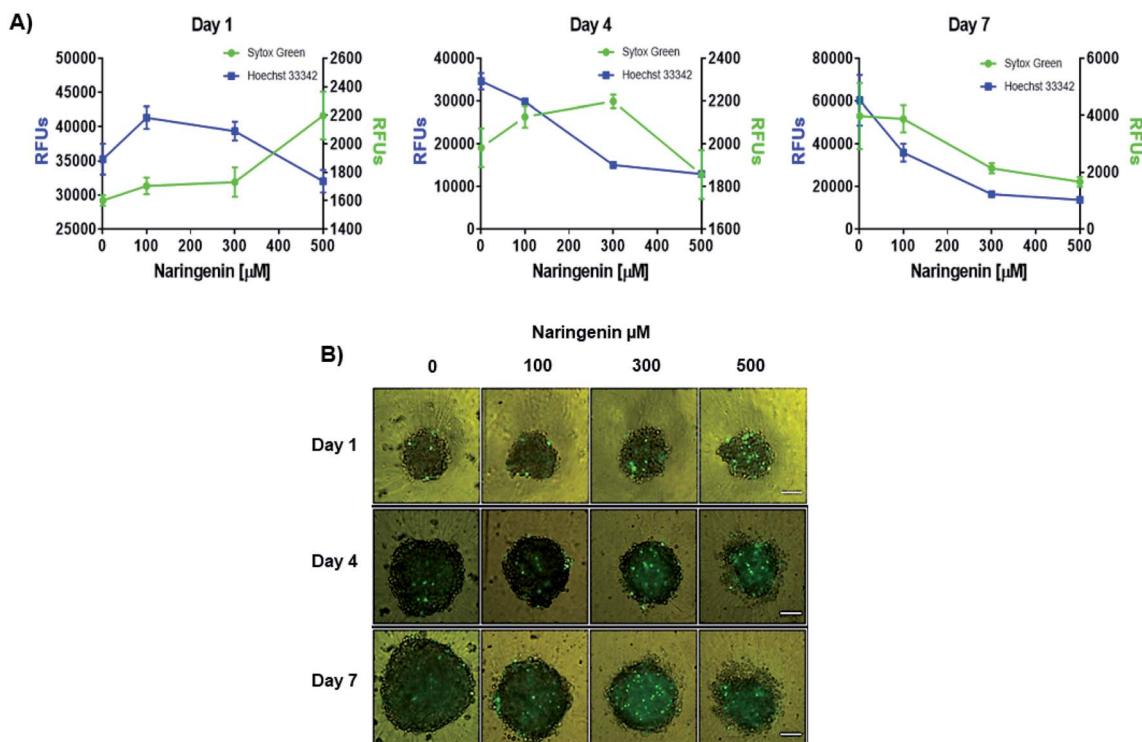 A)
Day 1
Sytox Green
Hoechst 33342
50000
45000
40000
35000
30000
25000
2600
2400
2200
2000
1800
1600
1400
RFUs
RFUs
0 100 200 300 400 500
Naringenin [μM]
Day 4
Sytox Green
Hoechst 33342
40000
30000
20000
10000
0
2600
2400
2200
2000
1800
1600
RFUs
RFUs
0 100 200 300 400 500
Naringenin [μM]
Day 7
Sytox Green
Hoechst 33342
80000
60000
40000
20000
0
6000
4000
2000
0
RFUs
RFUs
0 100 200 300 400 500
Naringenin [μM]
B)
Naringenin µM
0 100 300 500
Day 1
Day 4
Day 7